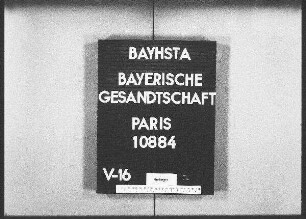 BAYHSTA
BAYERISCHE
GESANDTSCHAFT
PARIS
10884
V-16